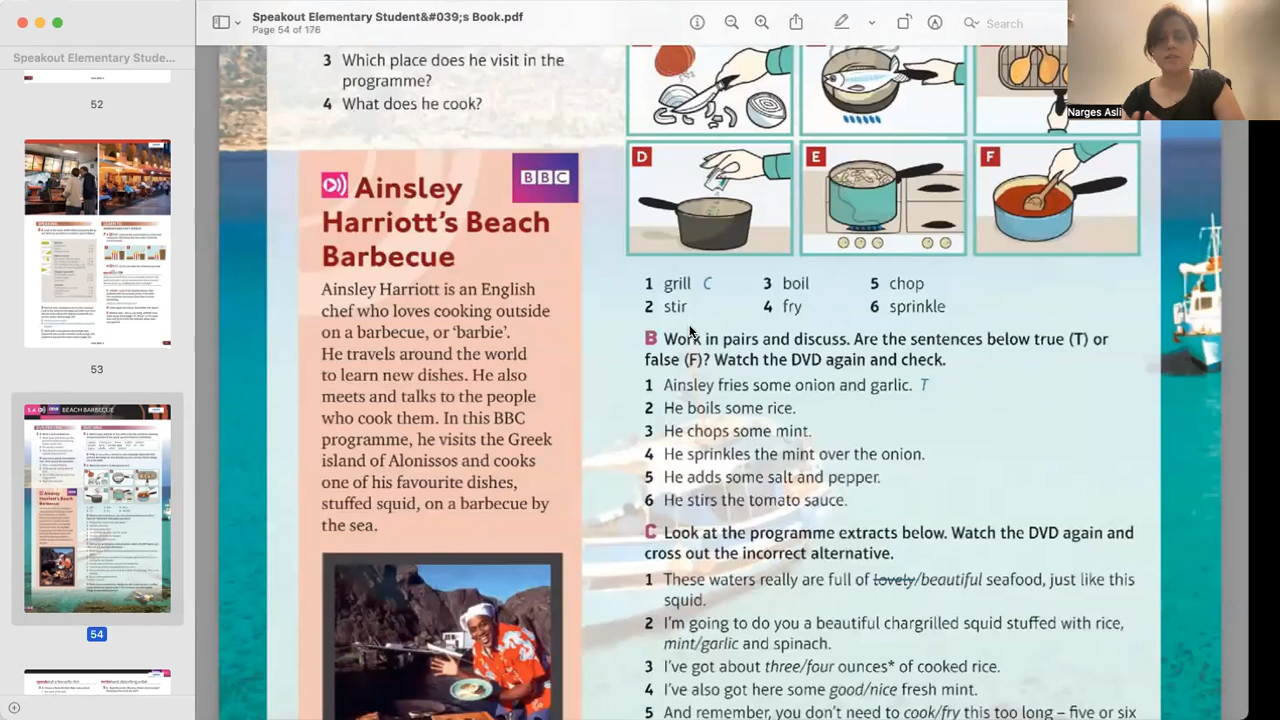 Speakout Elementary Student&#039;s Book.pdf
Page 54 of 176
Search
Speakout Elementary Stude...
52
53
54
3 Which place does he visit in the
programme?
4 What does he cook?
BBC
Ainsley
Harriott's Beach
Barbecue
Ainsley Harriott is an English
chef who loves cooking outside
on a barbecue, or 'barbie'.
He travels around the world
to learn new dishes. He also
meets and talks to the people
who cook them. In this BBC
programme, he visits the Greek
island of Alonissos and cooks
one of his favourite dishes,
stuffed squid, on a barbecue by
the sea.
D
E
F
1 grill C 3 boil 5 chop
2 stir 4 fry 6 sprinkle
B Work in pairs and discuss. Are the sentences below true (T) or
false (F)? Watch the DVD again and check.
1 Ainsley fries some onion and garlic. T
2 He boils some rice.
3 He chops some mint.
4 He sprinkles the mint over the onion.
5 He adds some salt and pepper.
6 He stirs the tomato sauce.
C Look at the programme extracts below. Watch the DVD again and
cross out the incorrect alternative.
1 These waters really are full of lovely/beautiful seafood, just like this
squid.
2 I'm going to do you a beautiful chargrilled squid stuffed with rice,
mint/garlic and spinach.
3 I've got about three/four ounces* of cooked rice.
4 I've also got here some good/nice fresh mint.
5 And remember, you don't need to cook/fry this too long – five or six
Narges Asli